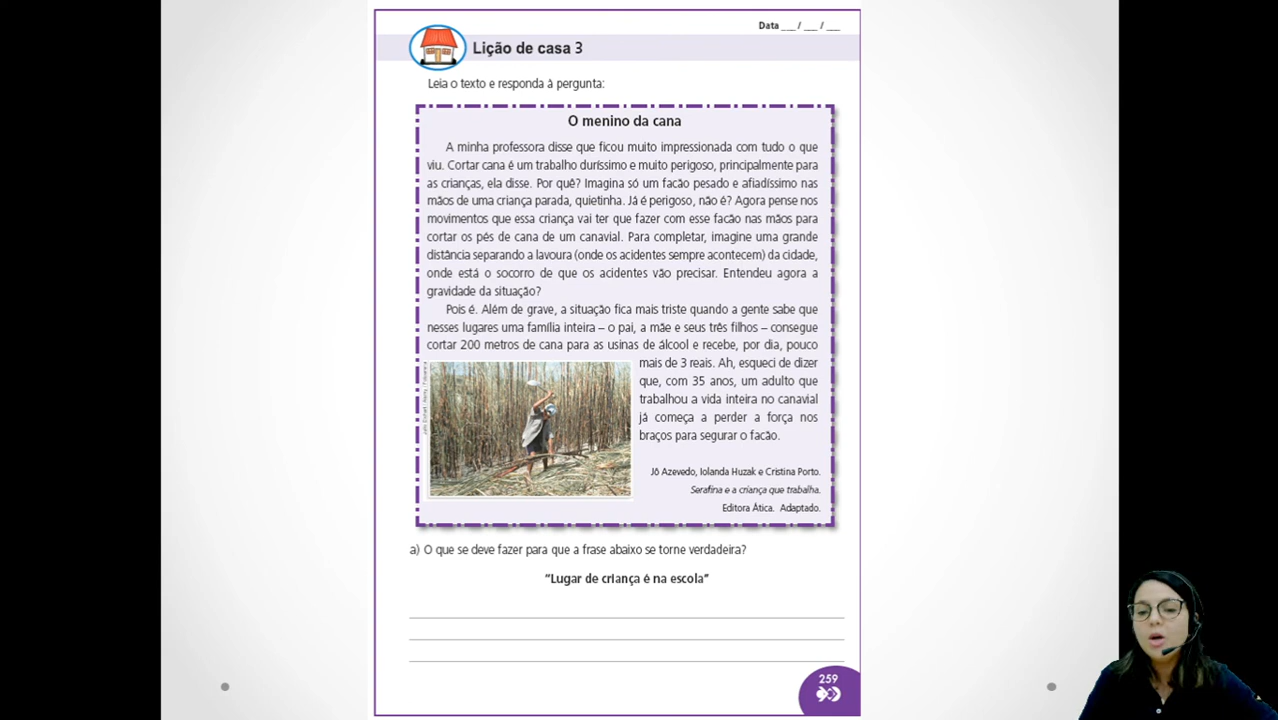 Data ___ / ___ / ___
Lição de casa 3
Leia o texto e responda à pergunta:
O menino da cana
A minha professora disse que ficou muito impressionada com tudo o que
viu. Cortar cana é um trabalho duríssimo e muito perigoso, principalmente para
as crianças, ela disse. Por quê? Imagina só um facão pesado e afiadíssimo nas
mãos de uma criança parada, quietinha. Já é perigoso, não é? Agora pense nos
movimentos que essa criança vai ter que fazer com esse facão nas mãos para
cortar os pés de cana de um canavial. Para completar, imagine uma grande
distância separando a lavoura (onde os acidentes sempre acontecem) da cidade,
onde está o socorro de que os acidentes vão precisar. Entendeu agora a
gravidade da situação?
Pois é. Além de grave, a situação fica mais triste quando a gente sabe que
nesses lugares uma família inteira – o pai, a mãe e seus três filhos – consegue
cortar 200 metros de cana para as usinas de álcool e recebe, por dia, pouco
mais de 3 reais. Ah, esqueci de dizer
que, com 35 anos, um adulto que
trabalhou a vida inteira no canavial
já começa a perder a força nos
braços para segurar o facão.
Jô Azevedo, Iolanda Huzak e Cristina Porto.
Serafina e a criança que trabalha.
Editora Ática. Adaptado.
a) O que se deve fazer para que a frase abaixo se torne verdadeira?
"Lugar de criança é na escola"
259